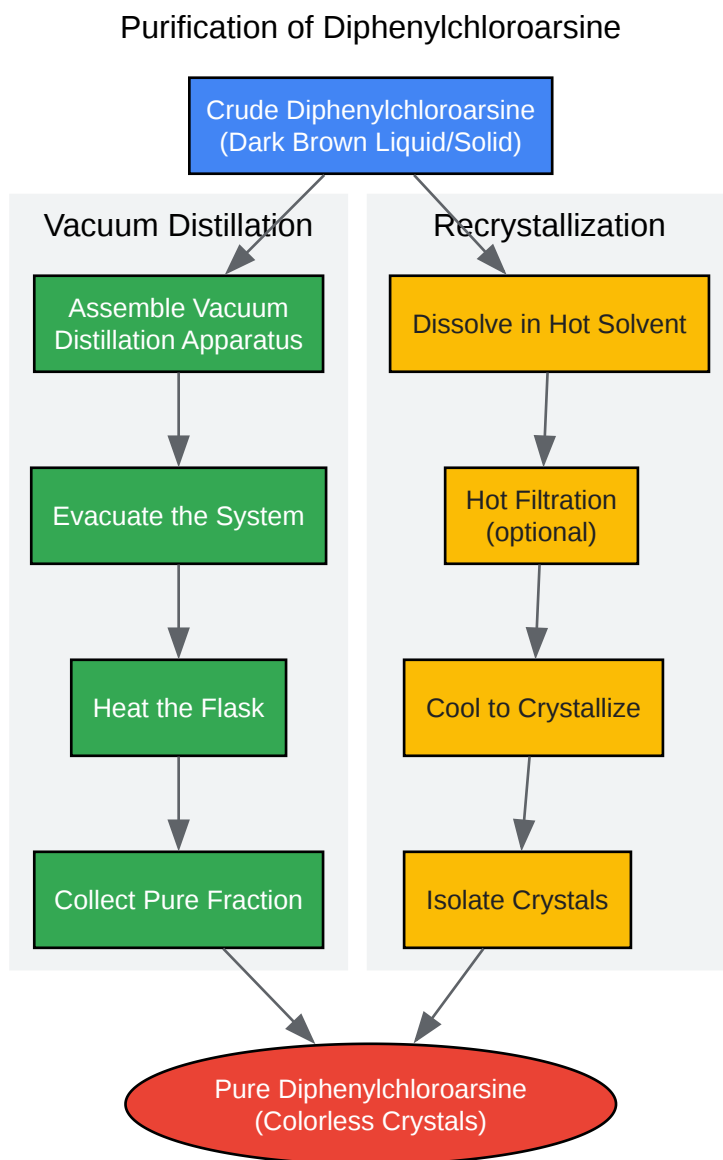 Purification of Diphenylchloroarsine
Crude Diphenylchloroarsine
(Dark Brown Liquid/Solid)
Vacuum Distillation
Assemble Vacuum
Distillation Apparatus
Evacuate the System
Heat the Flask
Collect Pure Fraction
Recrystallization
Dissolve in Hot Solvent
Hot Filtration
(optional)
Cool to Crystallize
Isolate Crystals
Pure Diphenylchloroarsine
(Colorless Crystals)